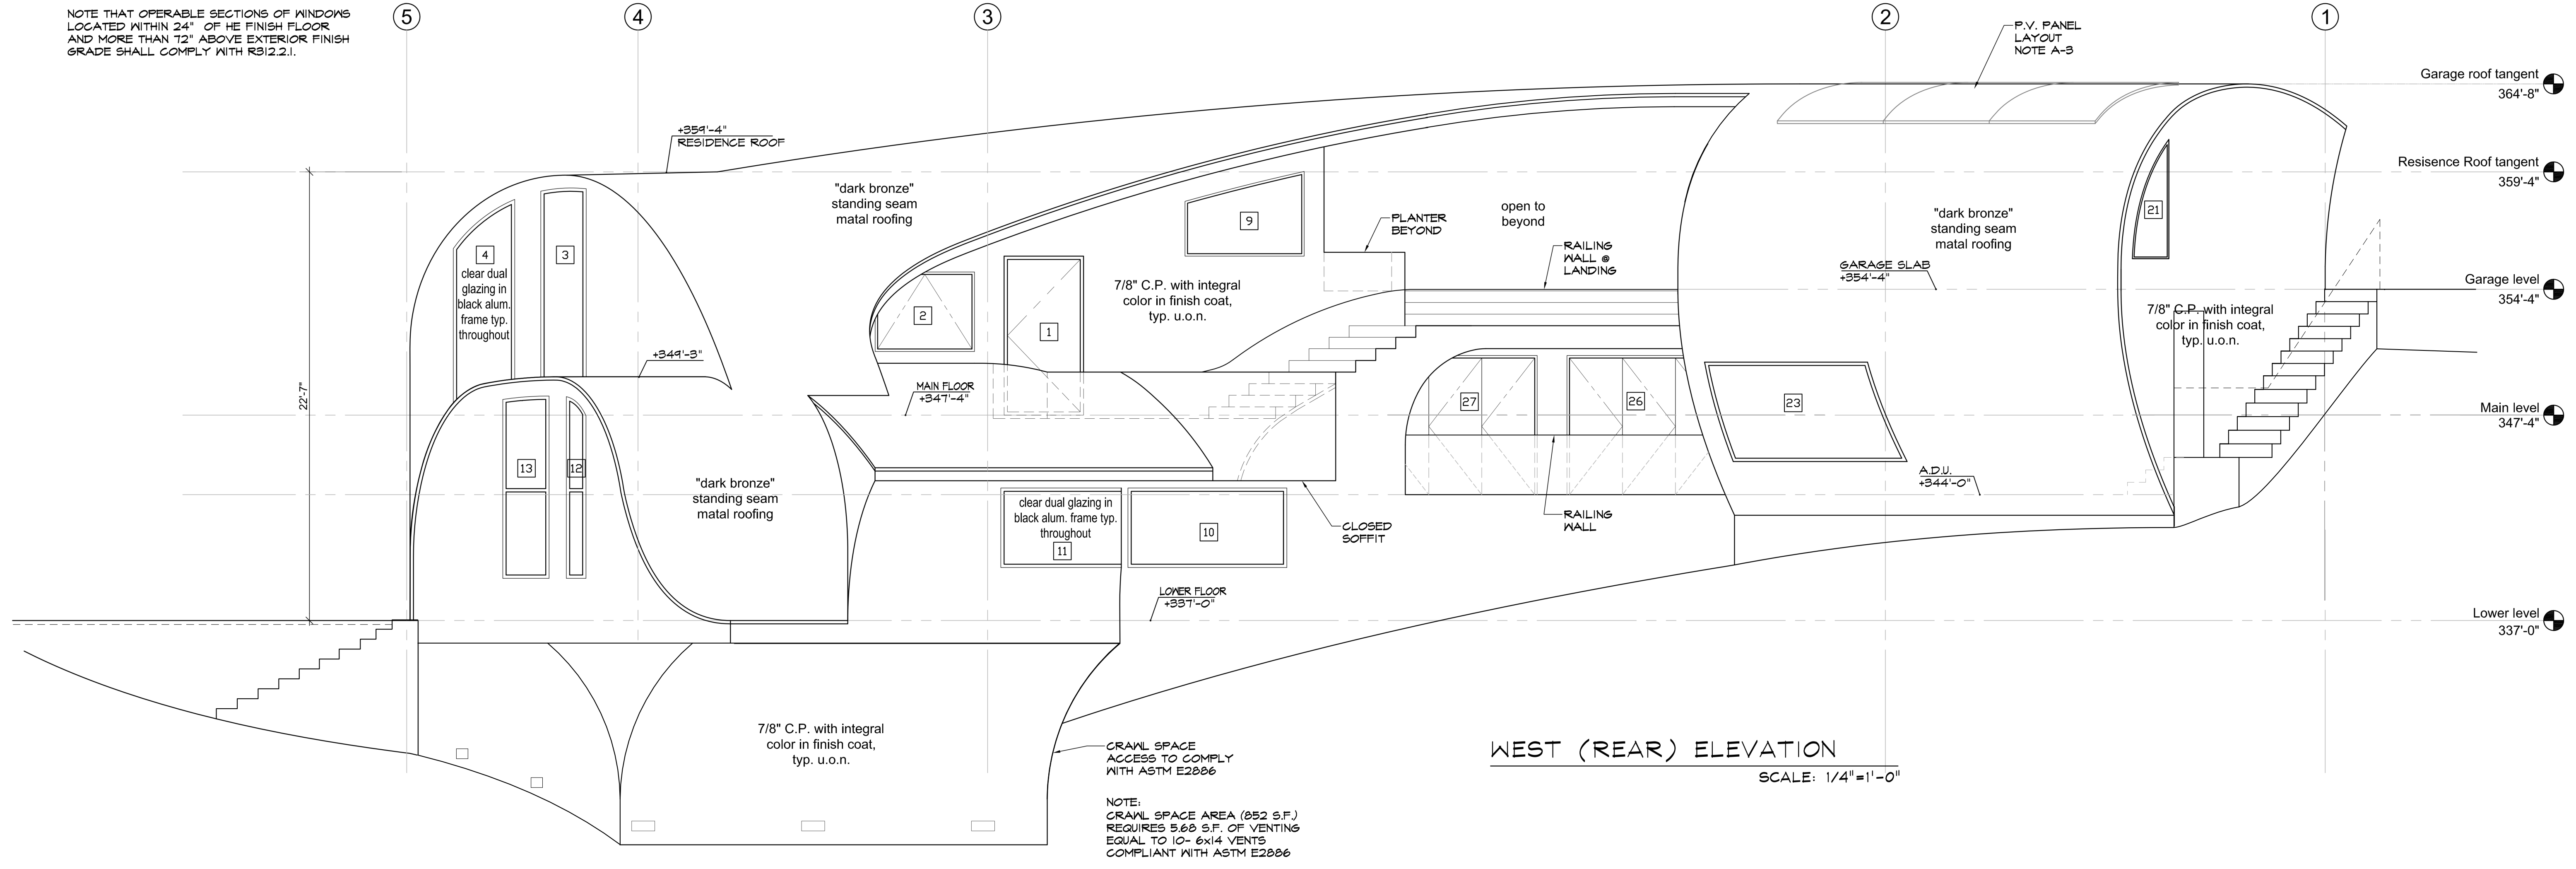 NOTE THAT OPERABLE SECTIONS OF WINDOWS
LOCATED WITHIN 24" OF HE FINISH FLOOR
AND MORE THAN 72" ABOVE EXTERIOR FINISH
GRADE SHALL COMPLY WITH R312.2.1.
5
4
3
2
1
P.V. PANEL
LAYOUT
NOTE A-3
Garage roof tangent
364'-8"
+359'-4"
RESIDENCE ROOF
Resisence Roof tangent
359'-4"
"dark bronze"
standing seam
matal roofing
9
PLANTER
BEYOND
open to
beyond
"dark bronze"
standing seam
matal roofing
21
4
clear dual
glazing in
black alum.
frame typ.
throughout
3
RAILING
WALL @
LANDING
GARAGE SLAB
+354'-4"
Garage level
354'-4"
7/8" C.P. with integral
color in finish coat,
typ. u.o.n.
2
1
7/8" C.P. with integral
color in finish coat,
typ. u.o.n.
+349'-3"
22'-7"
MAIN FLOOR
+347'-4"
27
26
23
Main level
347'-4"
13
12
"dark bronze"
standing seam
matal roofing
A.D.U.
+344'-0"
clear dual glazing in
black alum. frame typ.
throughout
11
10
CLOSED
SOFFIT
RAILING
WALL
LOWER FLOOR
+337'-0"
Lower level
337'-0"
7/8" C.P. with integral
color in finish coat,
typ. u.o.n.
CRAWL SPACE
ACCESS TO COMPLY
WITH ASTM E2886
WEST (REAR) ELEVATION
SCALE: 1/4"=1'-0"
NOTE:
CRAWL SPACE AREA (852 S.F.)
REQUIRES 5.68 S.F. OF VENTING
EQUAL TO 10- 6x14 VENTS
COMPLIANT WITH ASTM E2886